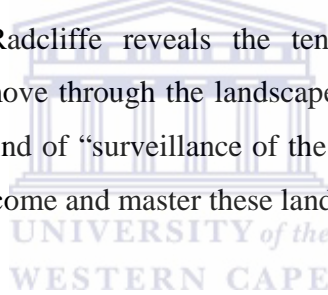 Radcliffe reveals the ten
nove through the landscape
nd of “surveillance of the
come and master these land
UNIVERSITY of the
WESTERN CAPE